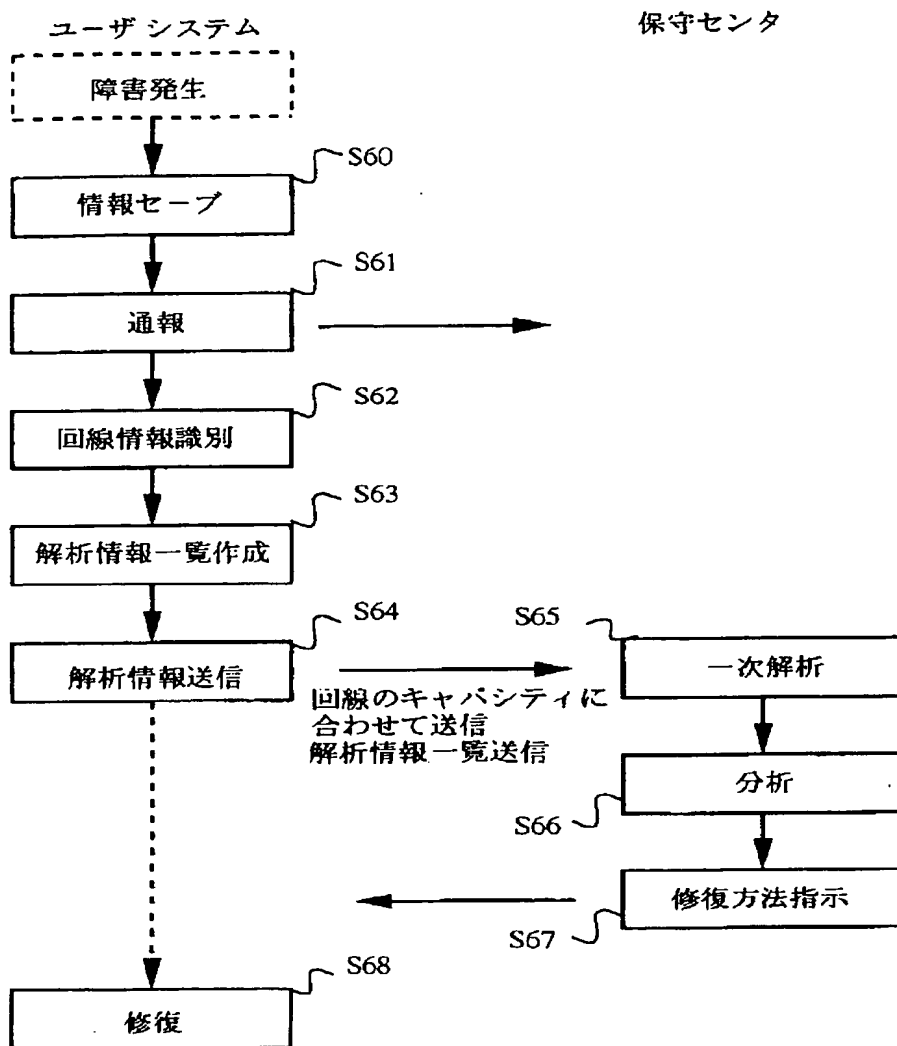 ユーザ システム
保守センタ
障害発生
S60
情報セーブ
S61
通報
S62
回線情報識別
S63
解析情報一覧作成
S64
解析情報送信
回線のキャパシティに
合わせて送信
解析情報一覧送信
S65
一次解析
分析
S66
修復方法指示
S67
S68
修復